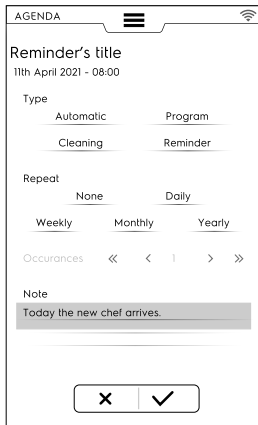 AGENDA
Reminder's title
11th April 2021 - 08:00
Type
Automatic Program
Cleaning Reminder
Repeat
None Daily
Weekly Monthly Yearly
Occurances « < 1 > »
Note
Today the new chef arrives.